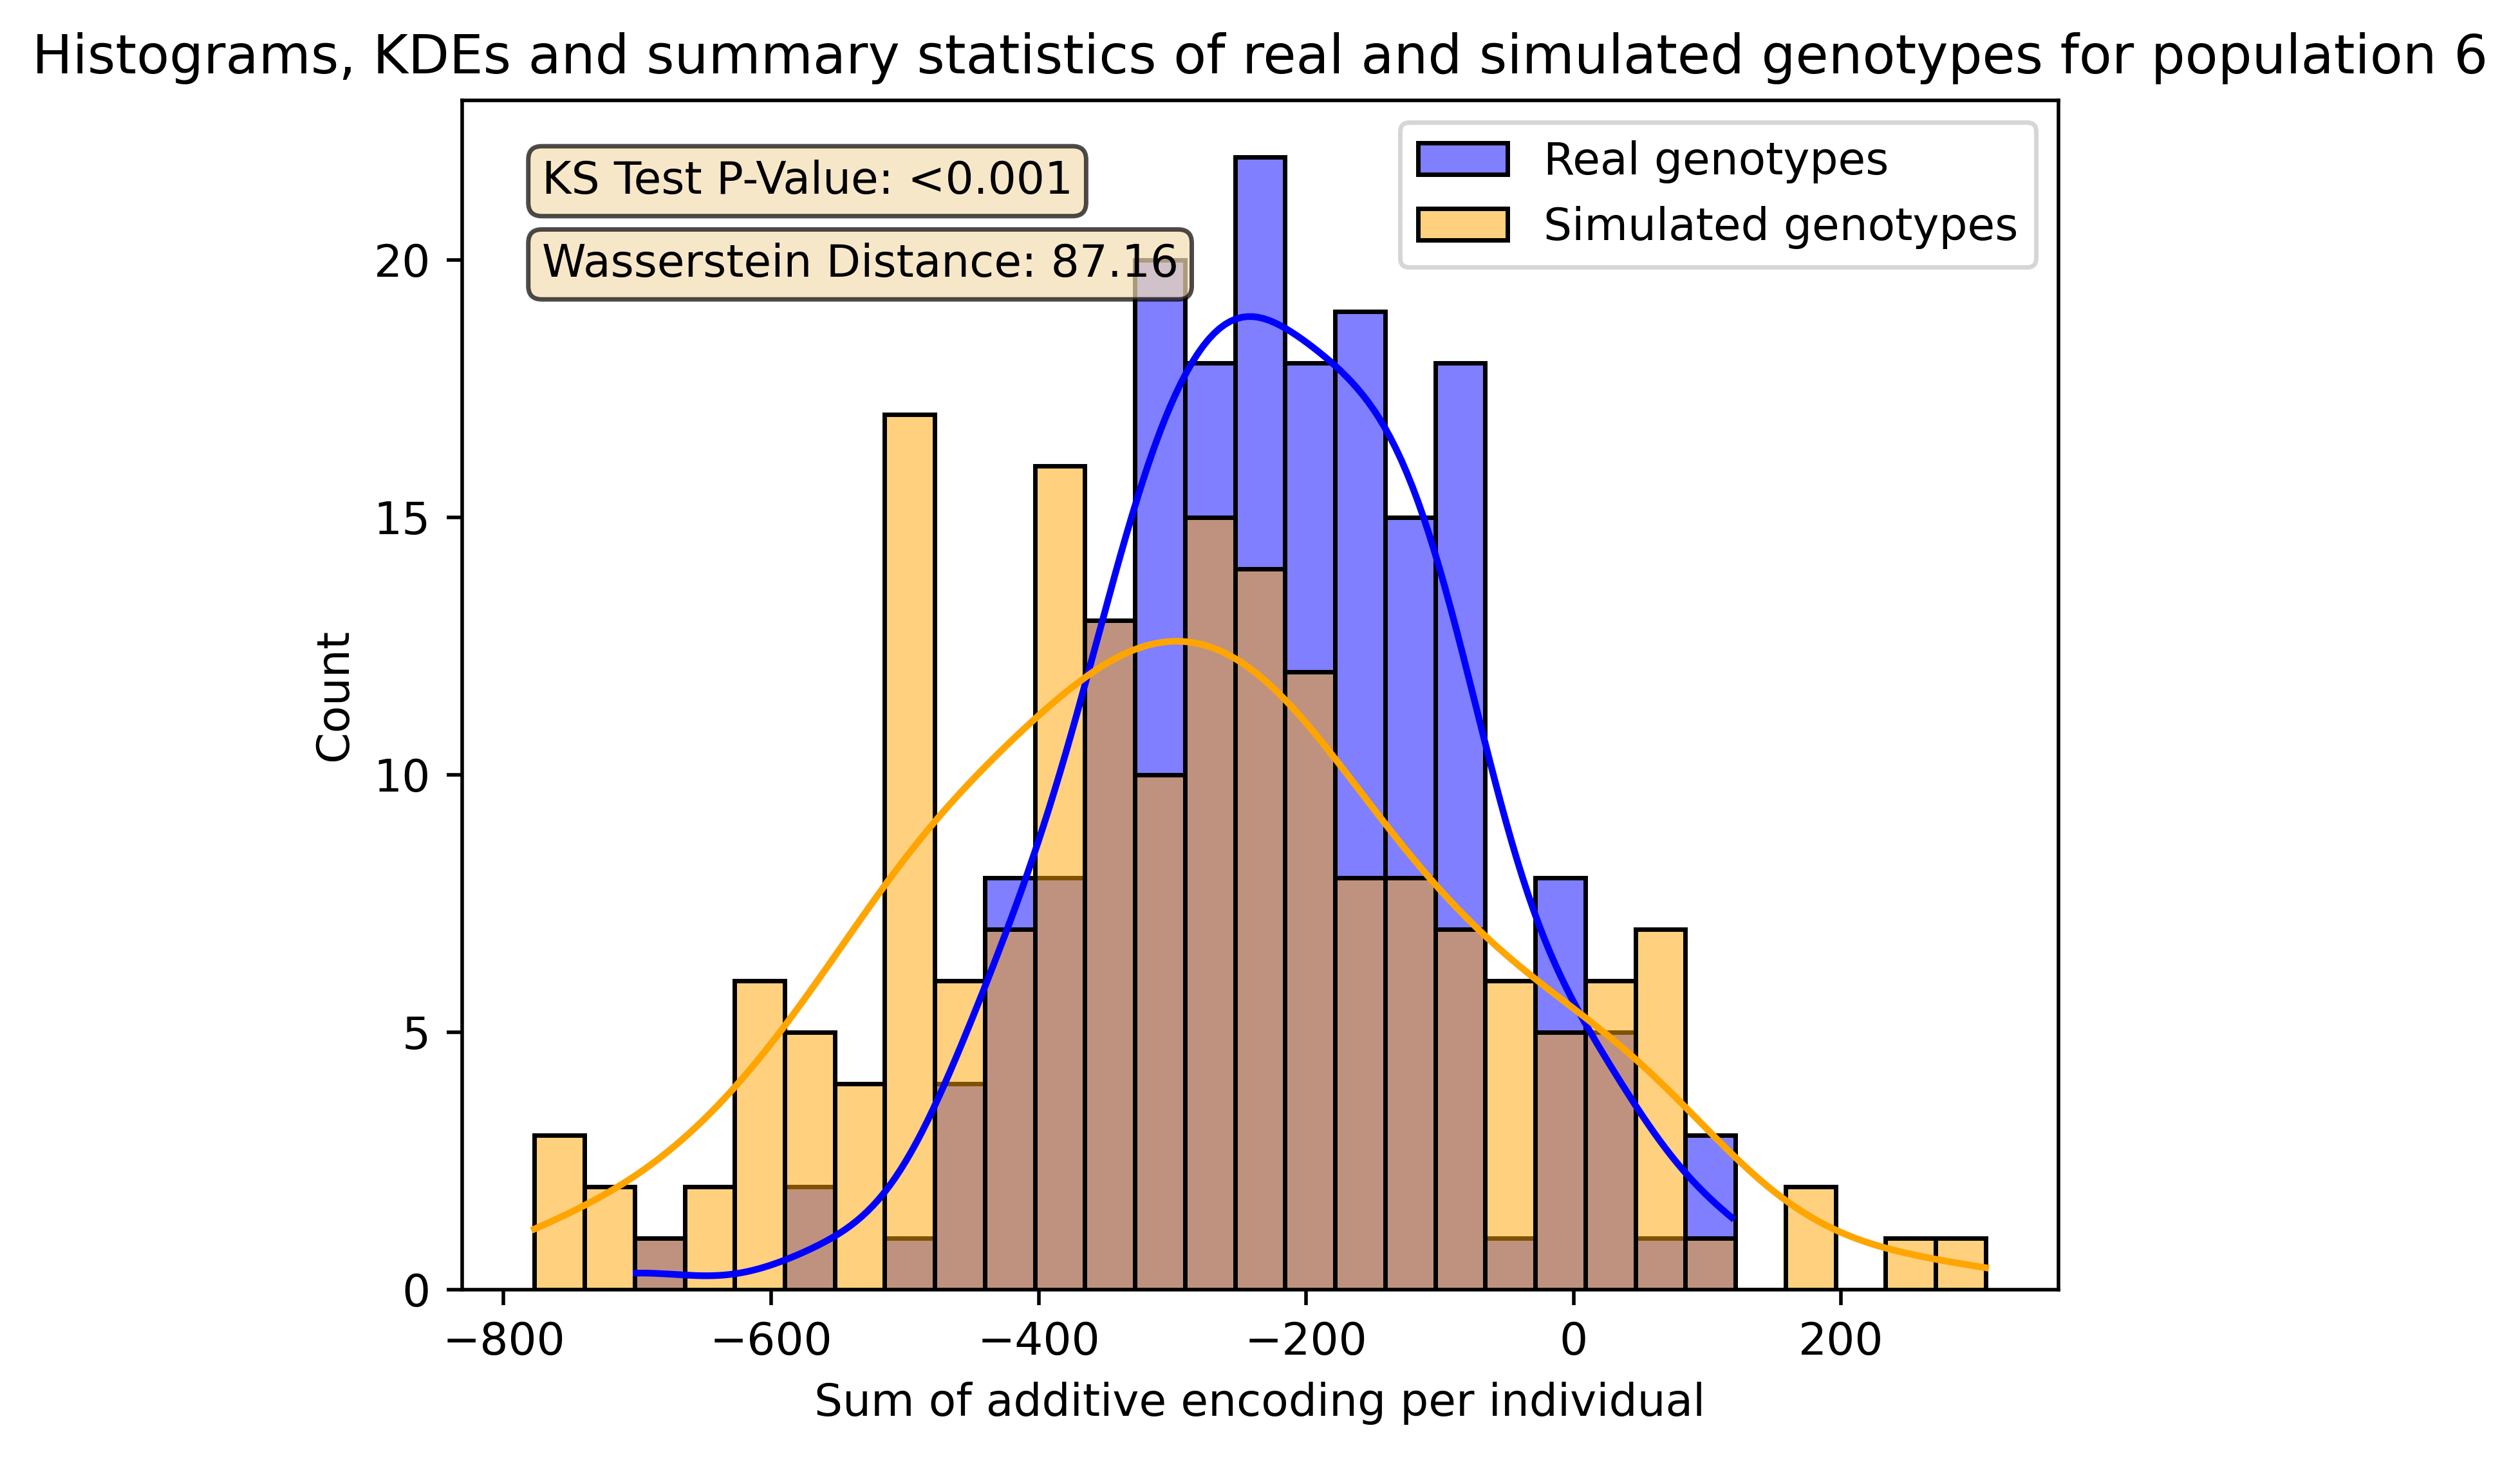 Histograms, KDEs and summary statistics of real and simulated genotypes for population 6
KS Test P-Value: <0.001
Wasserstein Distance: 87.16
Real genotypes
Simulated genotypes
20
15
10
5
0
Count
−800
−600
−400
−200
0
200
Sum of additive encoding per individual